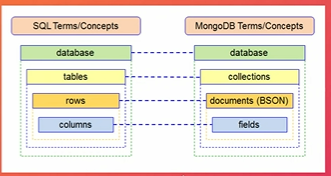 SQL Terms/Concepts
MongoDB Terms/Concepts
database
database
tables
collections
rows
documents (BSON)
columns
fields